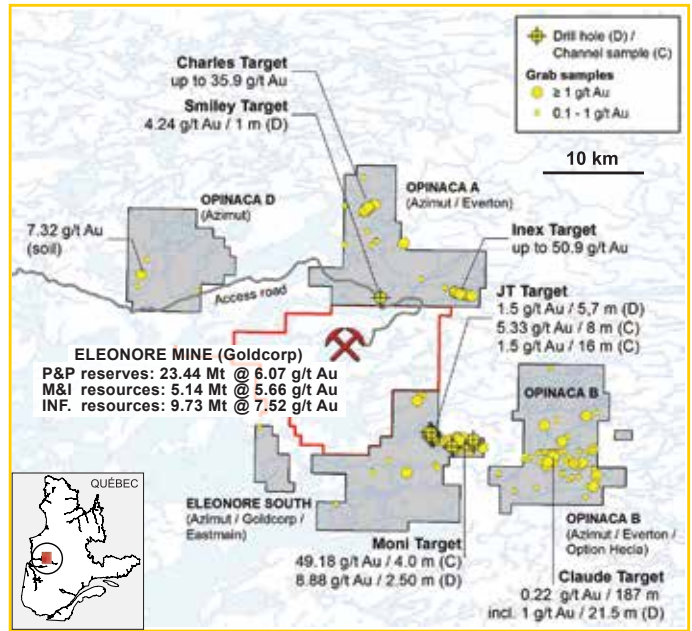 Drill hole (D) /
Channel sample (C)
Grab samples
≥ 1 g/t Au
0.1 - 1 g/t Au
10 km
Charles Target
up to 35.9 g/t Au
Smiley Target
4.24 g/t Au / 1 m (D)
OPINACA D
(Azimut)
OPINACA A
(Azimut / Everton)
7.32 g/t Au
(soil)
Inex Target
up to 50.9 g/t Au
Access road
JT Target
1.5 g/t Au / 5,7 m (D)
5.33 g/t Au / 8 m (C)
1.5 g/t Au / 16 m (C)
ELEONORE MINE (Goldcorp)
P&P reserves: 23.44 Mt @ 6.07 g/t Au
M&I resources: 5.14 Mt @ 5.66 g/t Au
INF. resources: 9.73 Mt @ 7.52 g/t Au
OPINACA B
QUÉBEC
ELEONORE SOUTH
(Azimut / Goldcorp /
Eastmain)
OPINACA B
(Azimut / Everton /
Option Hecla)
Moni Target
49.18 g/t Au / 4.0 m (C)
8.88 g/t Au / 2.50 m (D)
Claude Target
0.22 g/t Au / 187 m
incl. 1 g/t Au / 21.5 m (D)